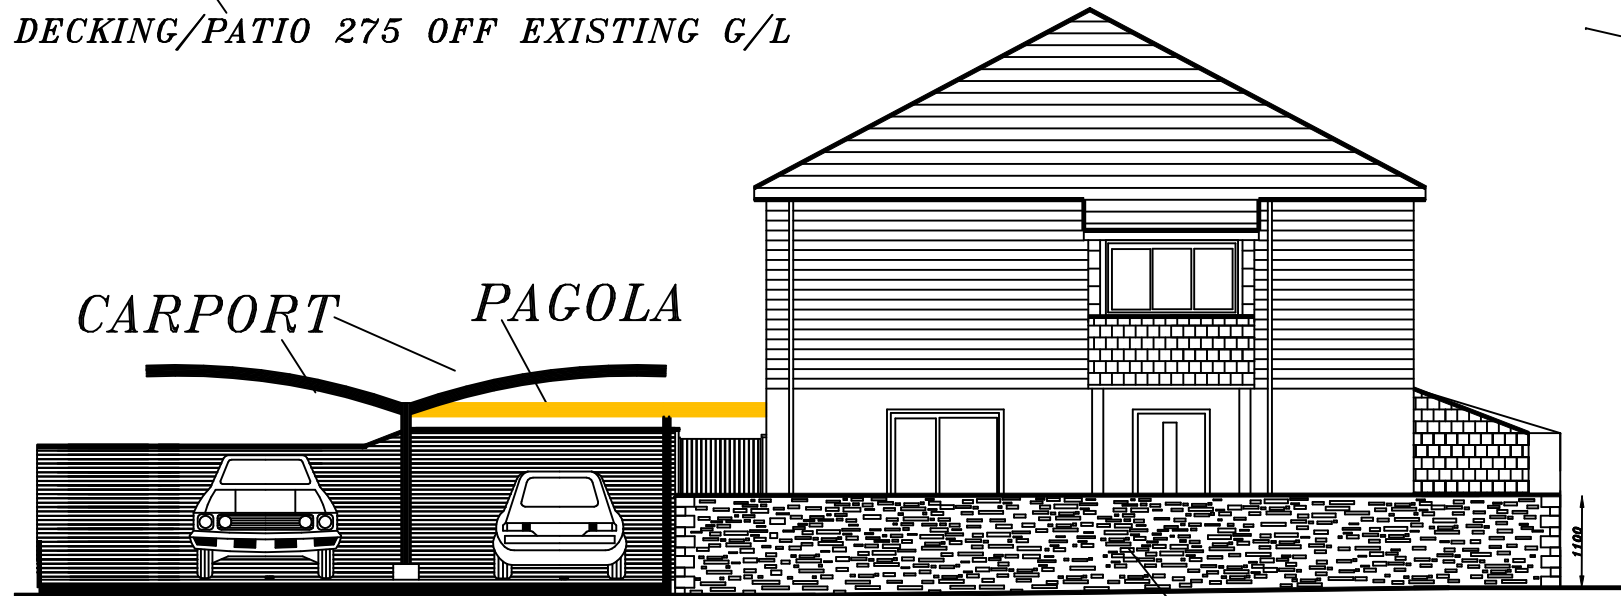 DECKING/PATIO 275 OFF EXISTING G/L
CARPORT
PAGOLA
1100